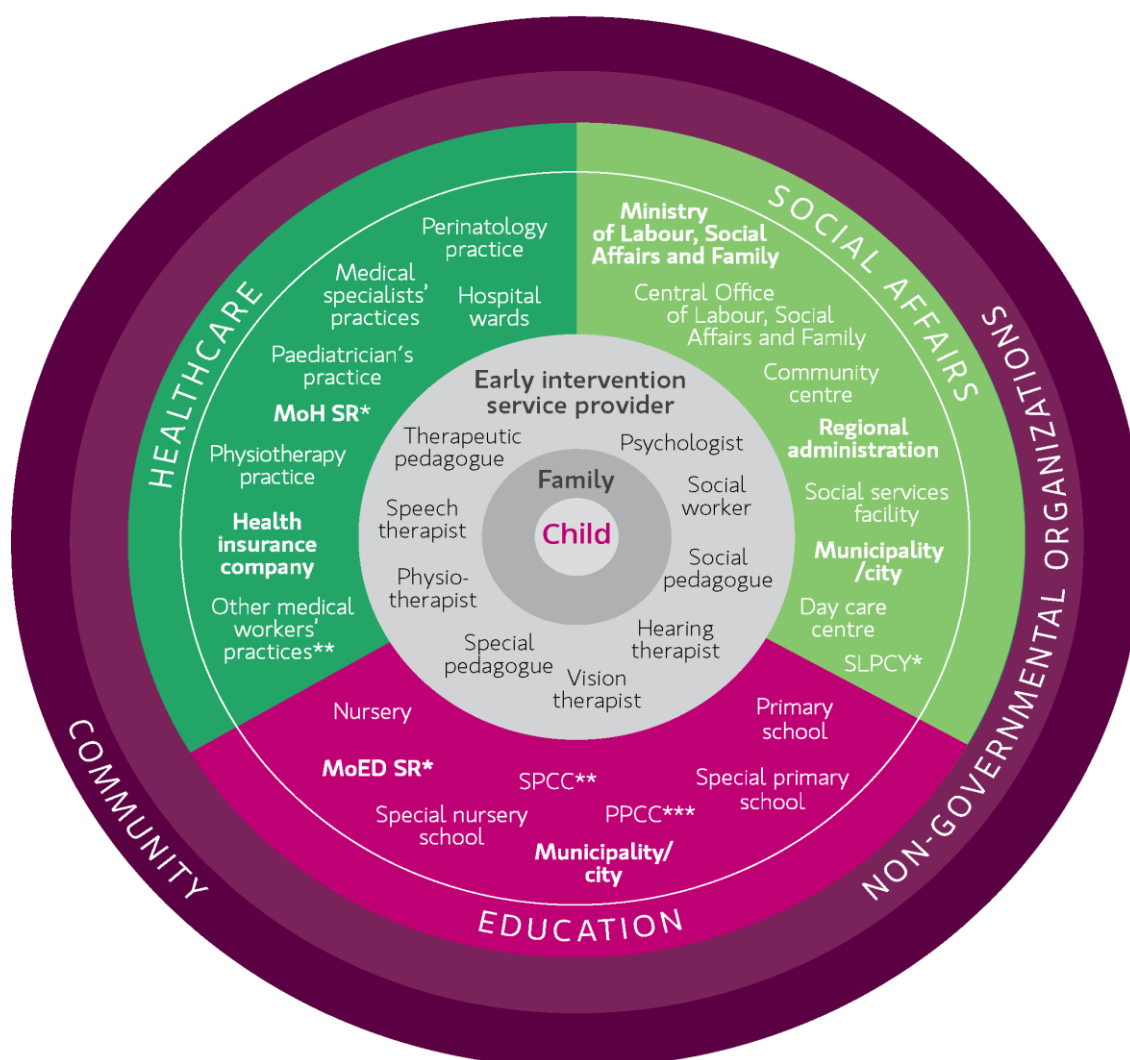 HEALTHCARE
Perinatology
practice
Medical
specialists'
practices
Hospital
wards
Paediatrician's
practice
MoH SR*
Physiotherapy
practice
Health
insurance
company
Other medical
workers'
practices**
SOCIAL AFFAIRS
Ministry
of Labour, Social
Affairs and Family
Central Office
of Labour, Social
Affairs and Family
Community
centre
Regional
administration
Social services
facility
Municipality
/city
Day care
centre
SLPCY*
Early intervention
service provider
Therapeutic
pedagogue
Psychologist
Speech
therapist
Social
worker
Physio-
therapist
Social
pedagogue
Special
pedagogue
Hearing
therapist
Vision
therapist
Family
Child
Nursery
Primary
school
MoED SR*
SPCC**
Special primary
school
Special nursery
school
PPCC***
Municipality/
city
EDUCATION
COMMUNITY
NON-GOVERNMENTAL ORGANIZATIONS